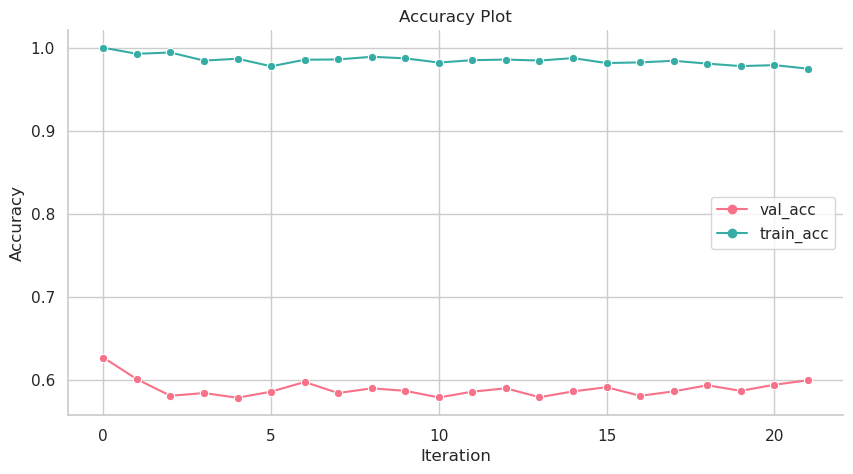 Accuracy Plot
1.0
0.9
0.8
0.7
0.6
Accuracy
val_acc
train_acc
0 5 10 15 20
Iteration